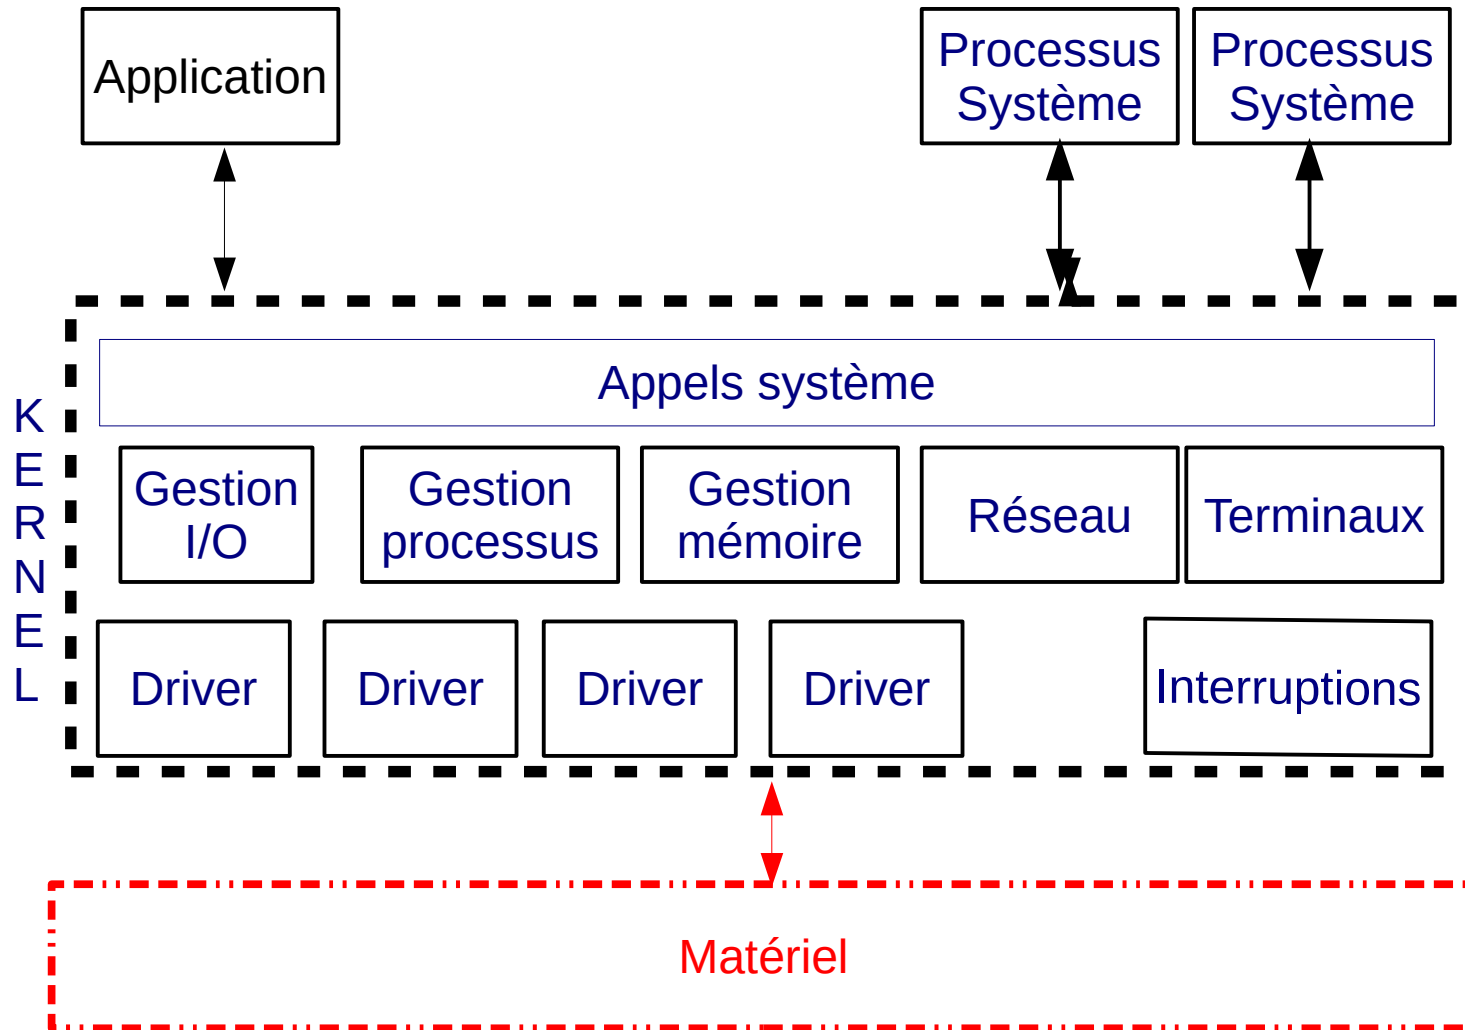 Application
Processus
Système
Processus
Système
KERNEL
Appels système
Gestion
I/O
Gestion
processus
Gestion
mémoire
Réseau
Terminaux
Driver
Driver
Driver
Driver
Interruptions
Matériel